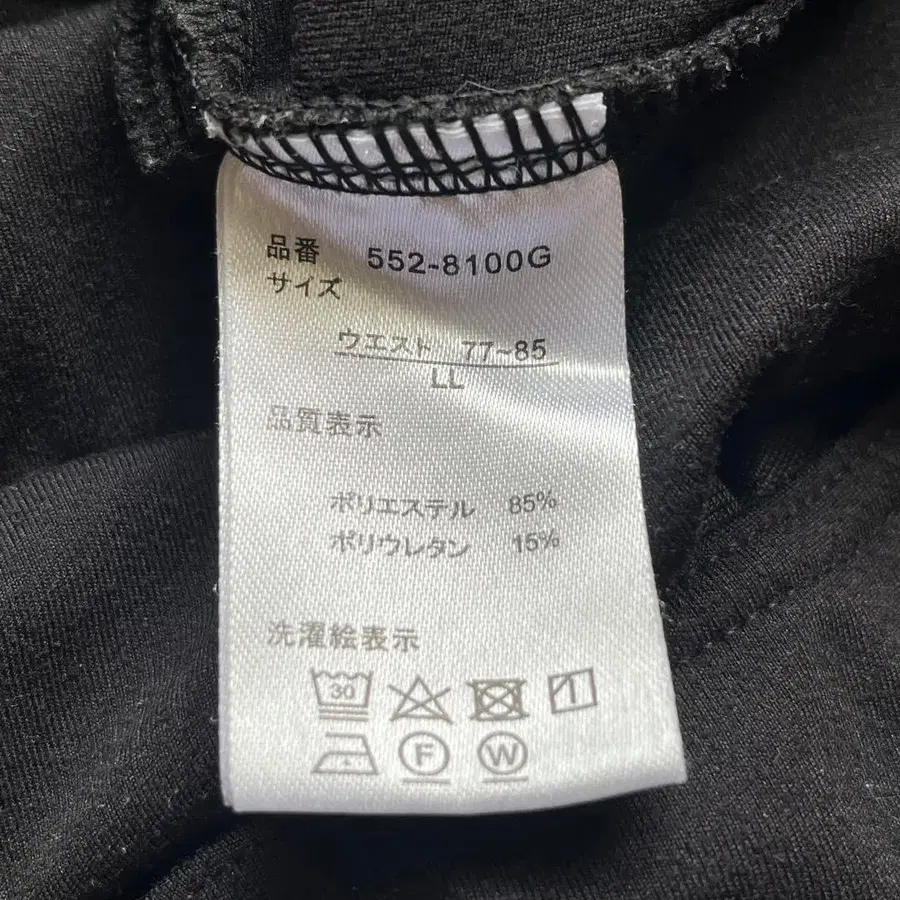 品番 552-8100G
サイズ
ウエスト 77~85
LL
品質表示
ポリエステル 85%
ポリウレタン 15%
洗濯絵表示
30
F W